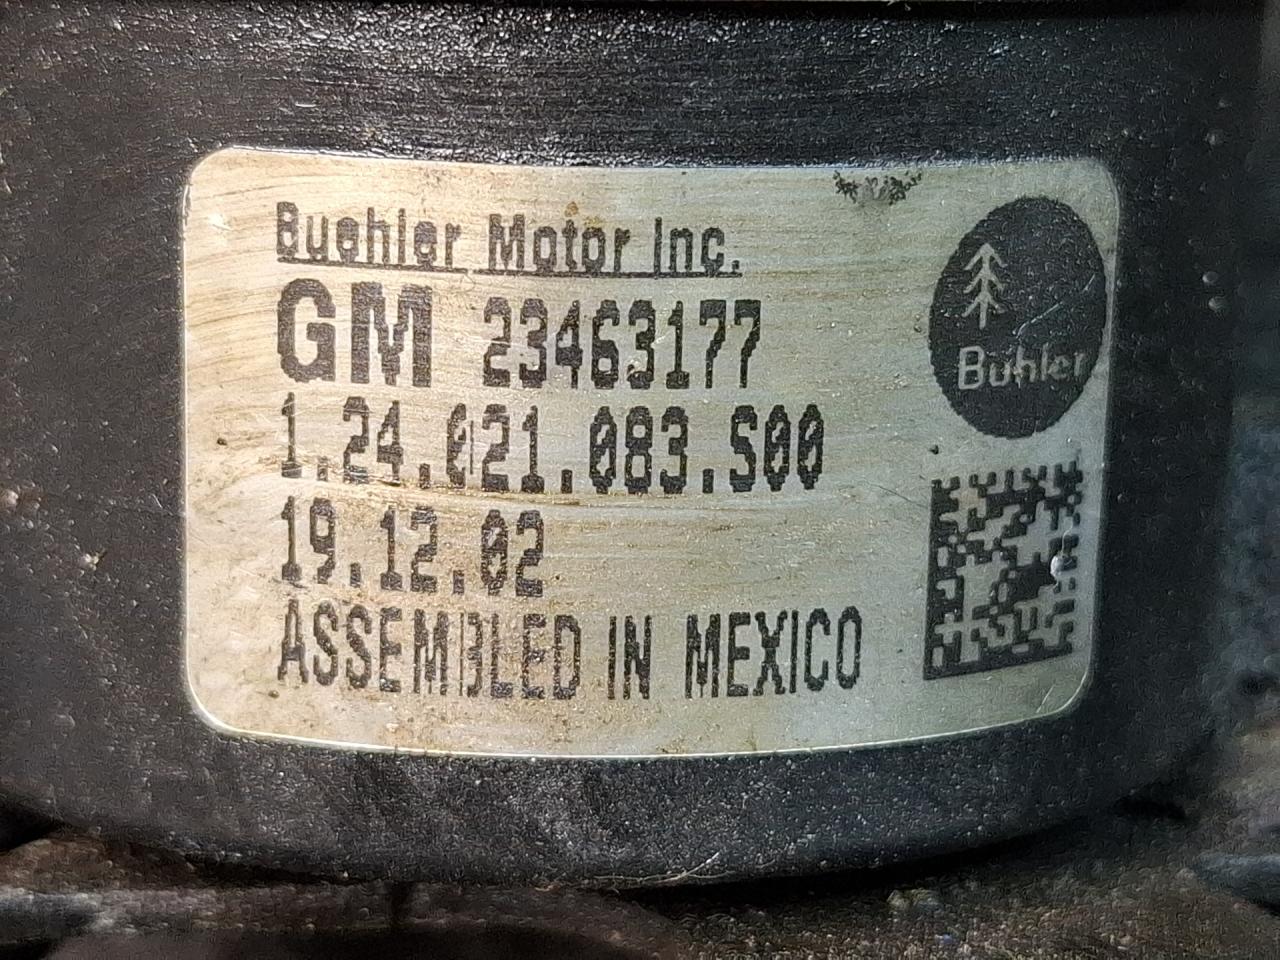 Buehler Motor Inc.
GM 23463177
1.24.021.083.S00
19.12.02
ASSEMBLED IN MEXICO
Bühler